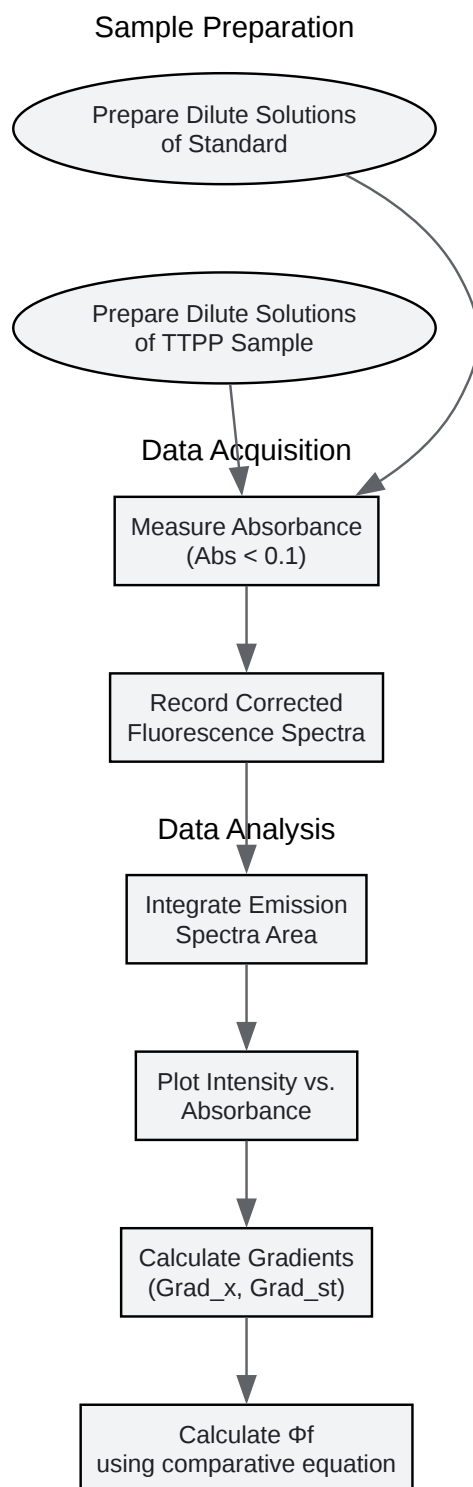 Sample Preparation
Prepare Dilute Solutions
of Standard
Prepare Dilute Solutions
of TTPP Sample
Data Acquisition
Measure Absorbance
(Abs < 0.1)
Record Corrected
Fluorescence Spectra
Data Analysis
Integrate Emission
Spectra Area
Plot Intensity vs.
Absorbance
Calculate Gradients
(Grad_x, Grad_st)
Calculate Φf
using comparative equation